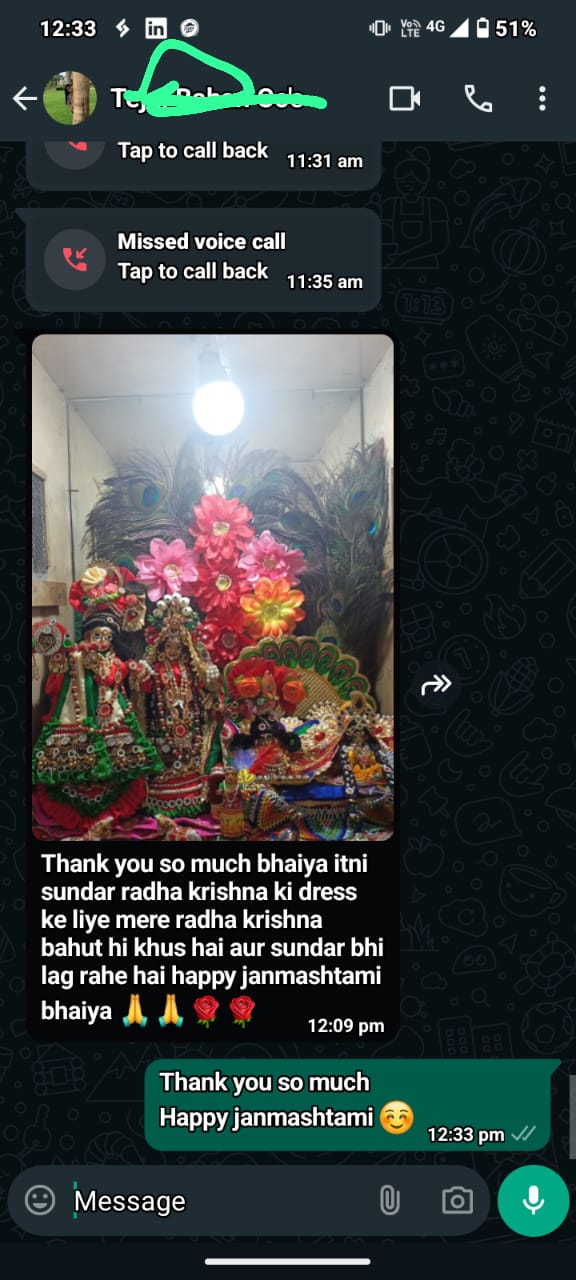 12:33
Vo LTE 4G 51%
Tap to call back
11:31 am
Missed voice call
Tap to call back
11:35 am
Thank you so much bhaiya itni
sundar radha krishna ki dress
ke liye mere radha krishna
bahut hi khus hai aur sundar bhi
lag rahe hai happy janmashtami
bhaiya 🙏 🙏 🌹 🌹
12:09 pm
Thank you so much
Happy janmashtami ☺️
12:33 pm
Message